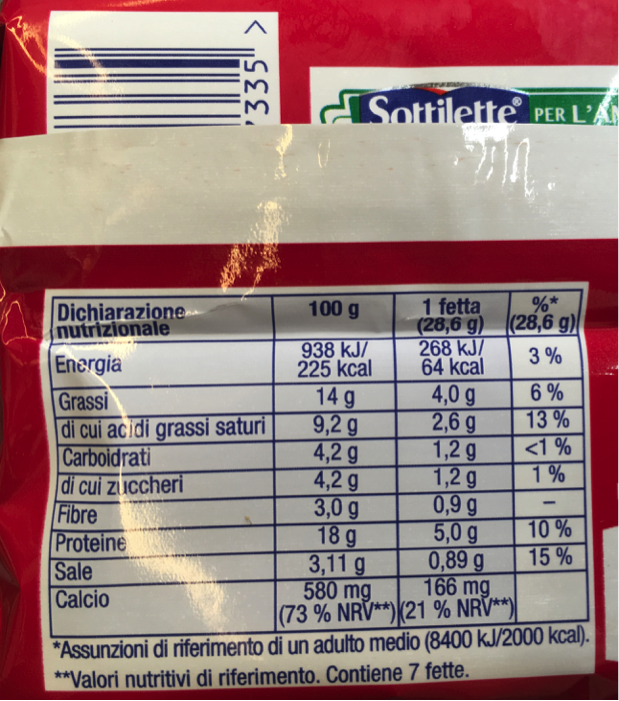 335
>
Sottilette® PER L'
Dichiarazione nutrizionale 100 g 1 fetta (28,6 g) %* (28,6 g)
Energia 938 kJ/ 225 kcal 268 kJ/ 64 kcal 3 %
Grassi 14 g 4,0 g 6 %
di cui acidi grassi saturi 9,2 g 2,6 g 13 %
Carboidrati 4,2 g 1,2 g <1 %
di cui zuccheri 4,2 g 1,2 g 1 %
Fibre 3,0 g 0,9 g –
Proteine 18 g 5,0 g 10 %
Sale 3,11 g 0,89 g 15 %
Calcio 580 mg (73 % NRV**) 166 mg (21 % NRV**)
*Assunzioni di riferimento di un adulto medio (8400 kJ/2000 kcal).
**Valori nutritivi di riferimento. Contiene 7 fette.